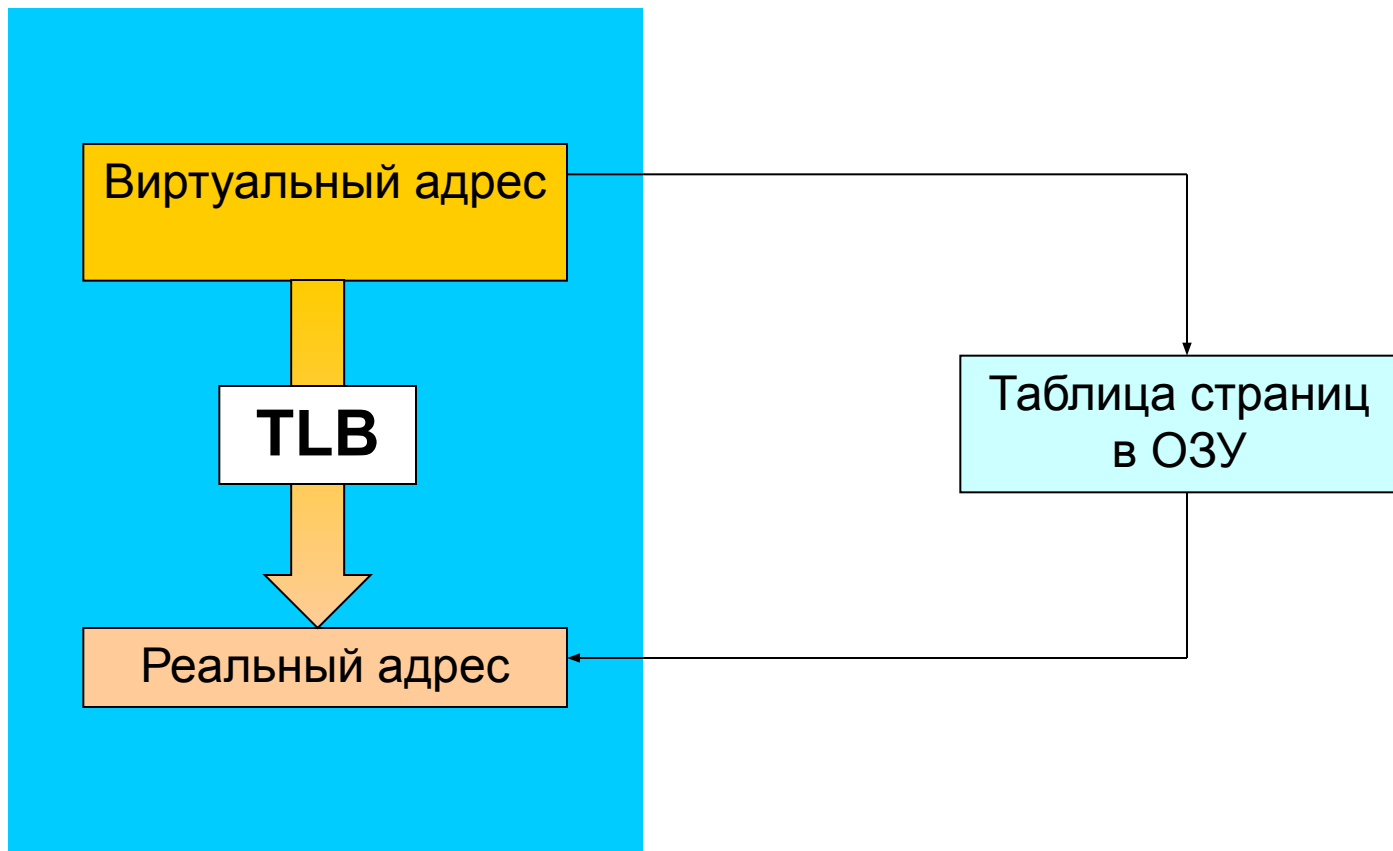 Виртуальный адрес
TLB
Таблица страниц
в ОЗУ
Реальный адрес